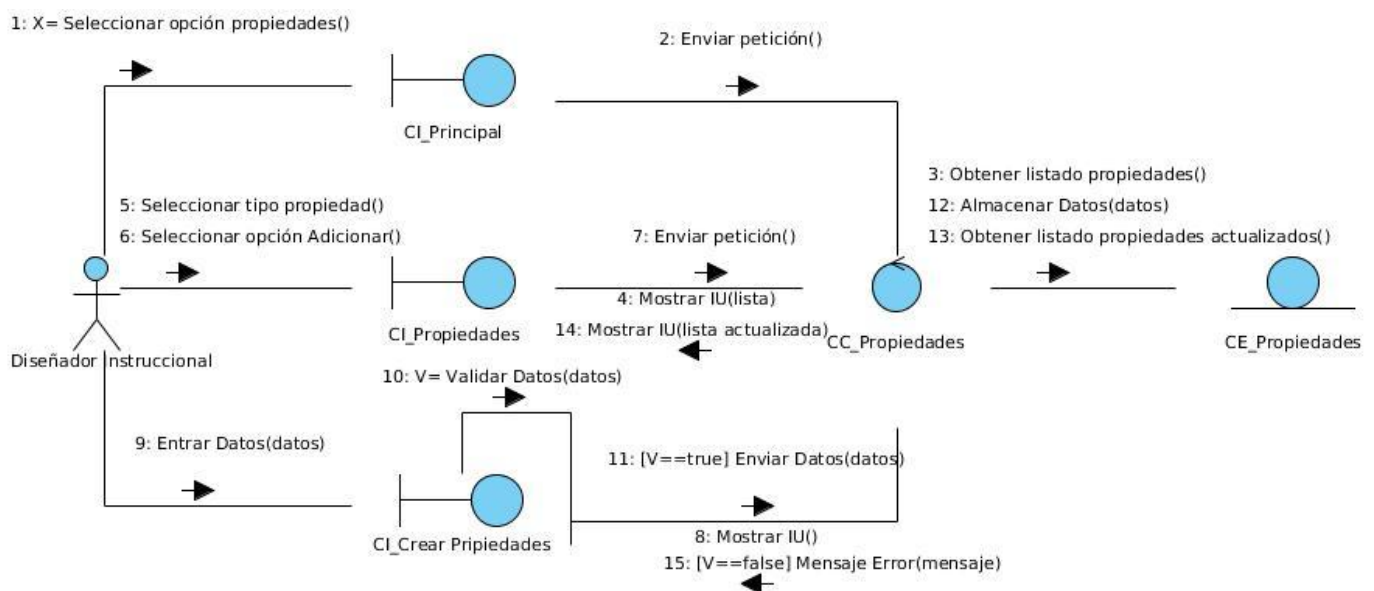 1: X= Seleccionar opción propiedades()
2: Enviar petición()
CI_Principal
3: Obtener listado propiedades()
12: Almacenar Datos(datos)
13: Obtener listado propiedades actualizados()
5: Seleccionar tipo propiedad()
6: Seleccionar opción Adicionar()
7: Enviar petición()
4: Mostrar IU(lista)
14: Mostrar IU(lista actualizada)
CI_Propiedades
CC_Propiedades
CE_Propiedades
Diseñador Instruccional
10: V= Validar Datos(datos)
9: Entrar Datos(datos)
11: [V==true] Enviar Datos(datos)
CI_Crear Pripiedades
8: Mostrar IU()
15: [V==false] Mensaje Error(mensaje)